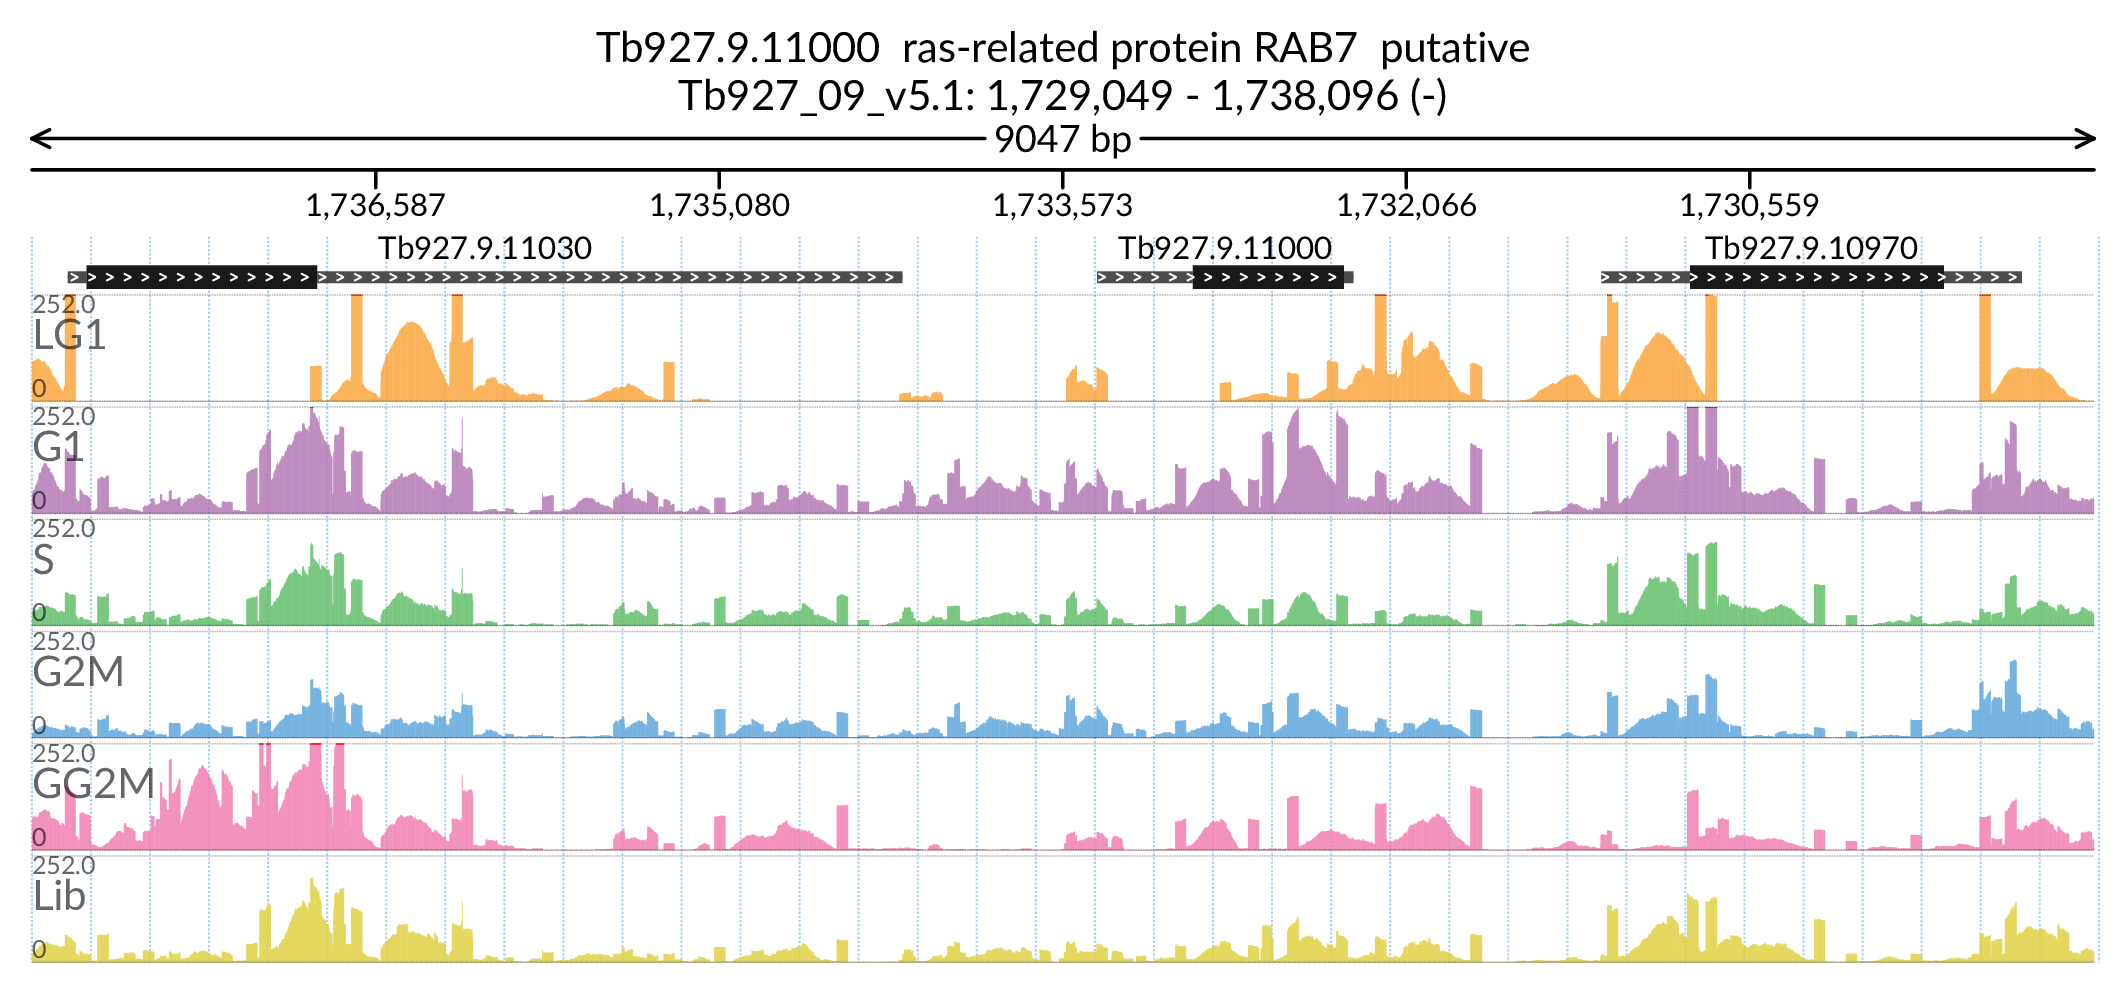 Tb927.9.11000  ras-related protein RAB7  putative
Tb927_09_v5.1: 1,729,049 - 1,738,096 (-)
9047 bp
1,736,587 1,735,080 1,733,573 1,732,066 1,730,559
Tb927.9.11030 Tb927.9.11000 Tb927.9.10970
252.0
LG1
0
252.0
G1
0
252.0
S
0
252.0
G2M
0
252.0
GG2M
0
252.0
Lib
0